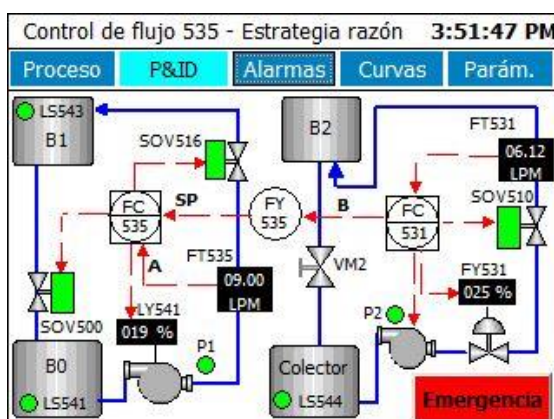 Control de flujo 535 - Estrategia razón 3:51:47 PM
Proceso P&ID Alarmas Curvas Parám.
LS543
B1
SOV516
B2
FT531
06.12
LPM
SP
FC
535
FY
535
B
FC
531
SOV510
A
FT535
09.00
LPM
VM2
FY531
025 %
SOV500
LY541
019 %
P1
P2
B0
LS541
Colector
LS544
Emergencia